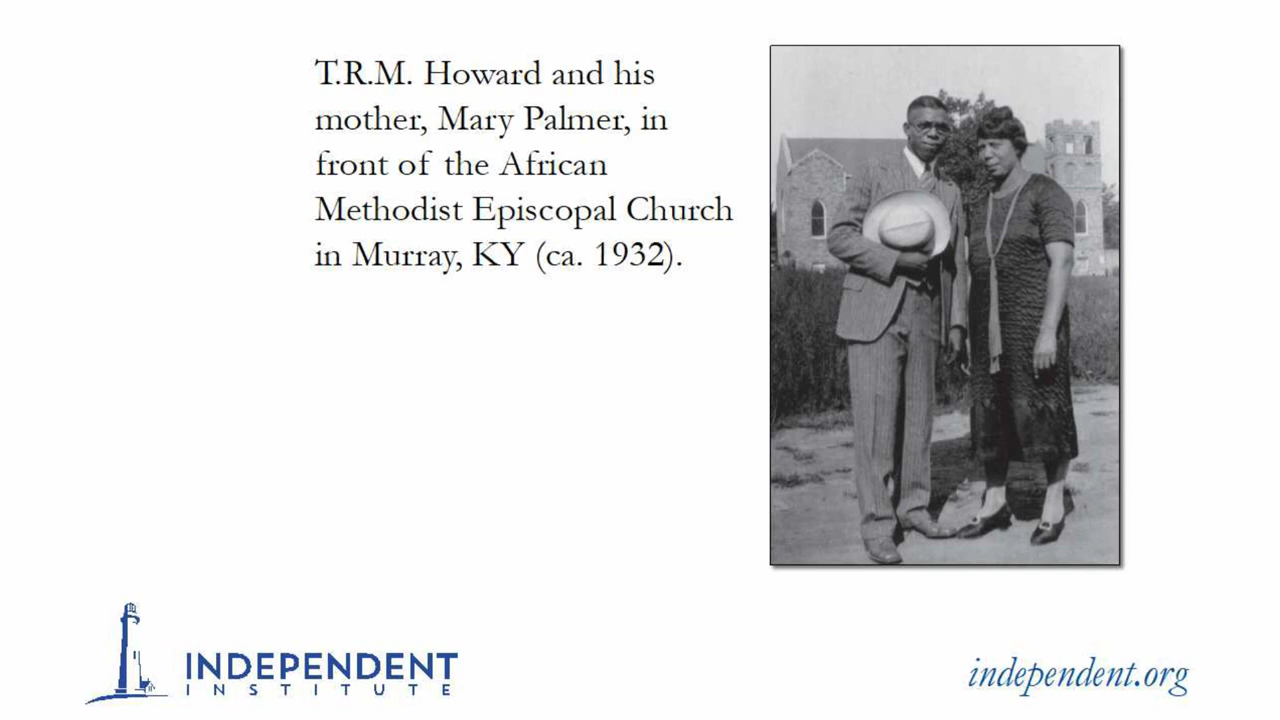 T.R.M. Howard and his
mother, Mary Palmer, in
front of the African
Methodist Episcopal Church
in Murray, KY (ca. 1932).
INDEPENDENT
INSTITUTE
independent.org